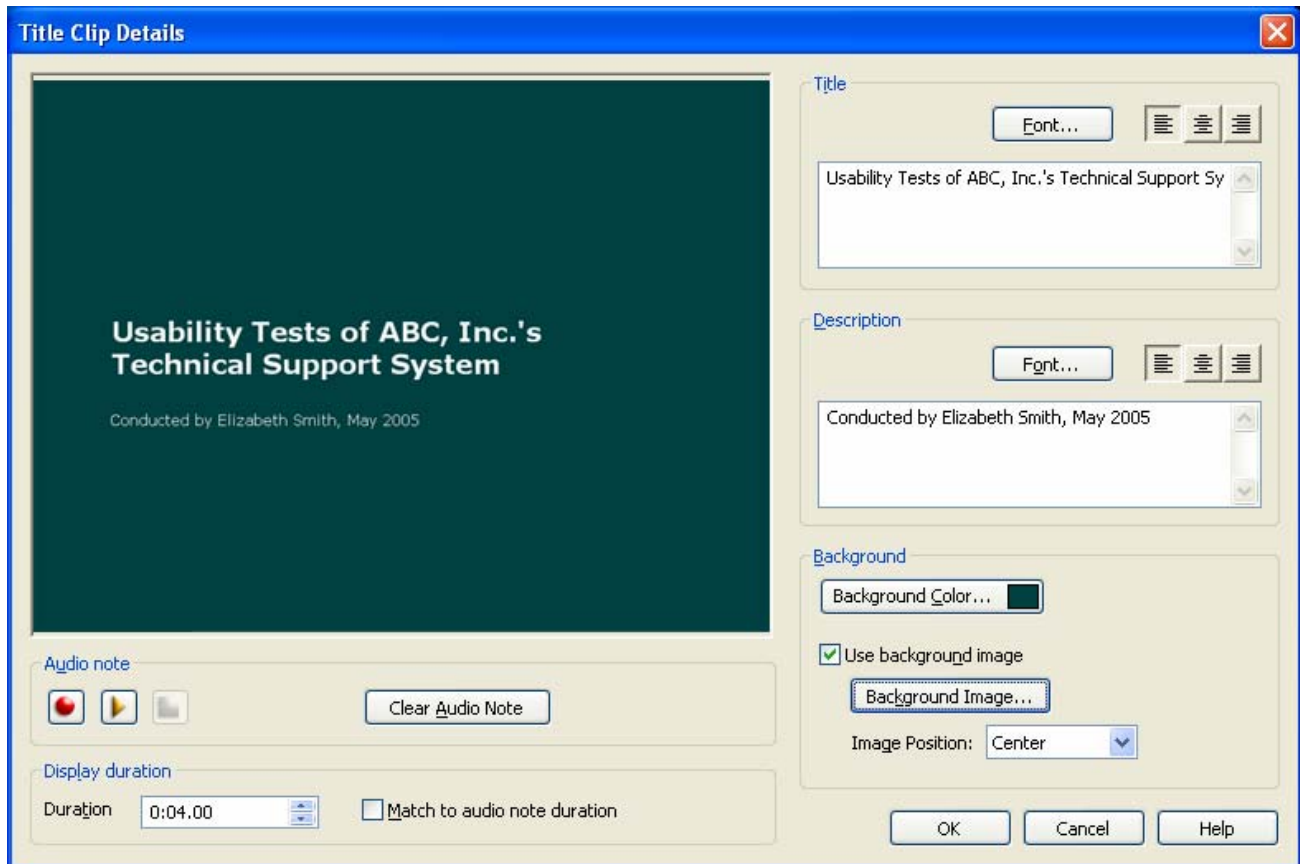 Title Clip Details
Usability Tests of ABC, Inc.'s
Technical Support System
Conducted by Elizabeth Smith, May 2005
Audio note
Clear Audio Note
Display duration
Duration
0:04.00
Match to audio note duration
Title
Font...
Usability Tests of ABC, Inc.'s Technical Support Sy
Description
Font...
Conducted by Elizabeth Smith, May 2005
Background
Background Color...
Use background image
Background Image...
Image Position: Center
OK Cancel Help